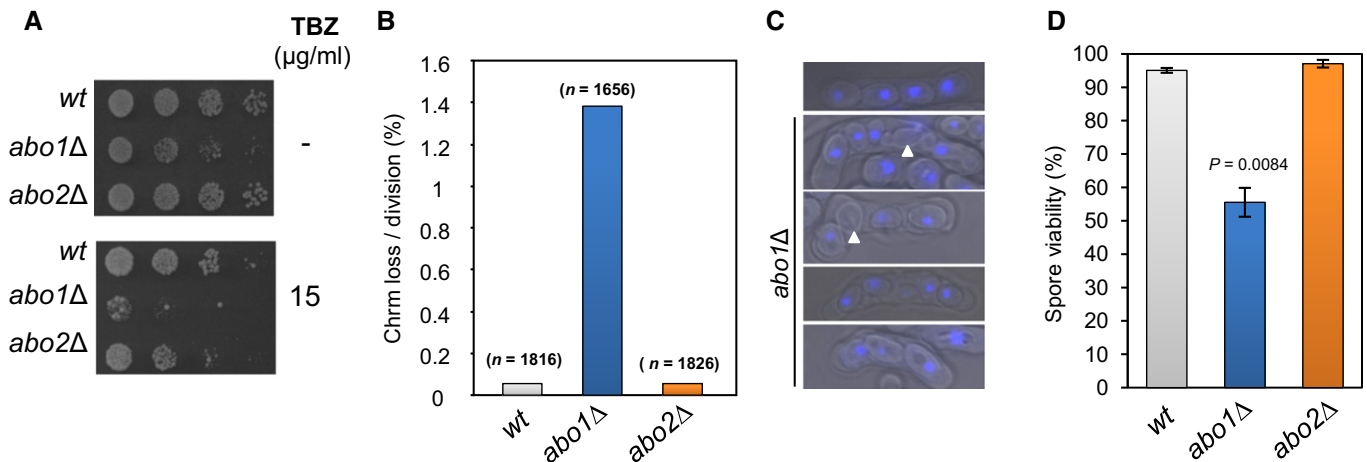 A
TBZ
(µg/ml)
wt
abo1Δ
abo2Δ
-
wt
abo1Δ
abo2Δ
15
B
Chrm loss / division (%)
1.6
1.4
1.2
1
0.8
0.6
0.4
0.2
0
(n = 1816)
(n = 1656)
( n = 1826)
wt
abo1Δ
abo2Δ
C
abo1Δ
D
Spore viability (%)
100
90
80
70
60
50
40
30
20
10
0
P = 0.0084
wt
abo1Δ
abo2Δ